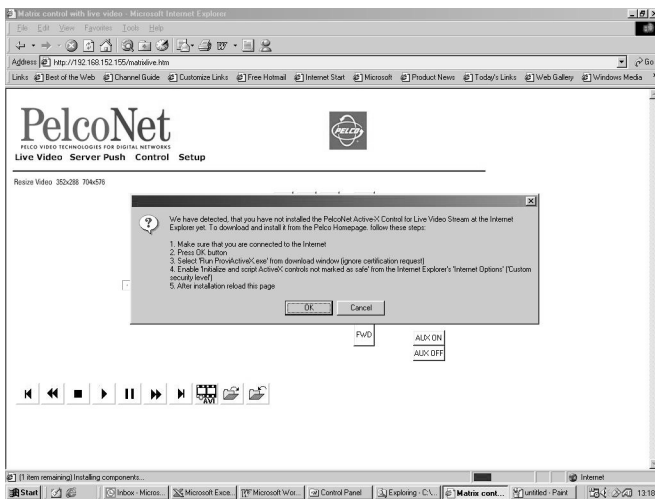 Matrix control with live video - Microsoft Internet Explorer
File Edit View Favorites Tools Help
Address http://192.168.152.155/matrixlive.htm Go
Links Best of the Web Channel Guide Customize Links Free Hotmail Internet Start Microsoft Product News Today's Links Web Gallery Windows Media
PelcoNet
PELCO VIDEO TECHNOLOGIES FOR DIGITAL NETWORKS
PELCO
Live Video Server Push Control Setup
Resize Video 352x288 704x576
We have detected, that you have not installed the PelcoNet Active-X Control for Live Video Stream at the Internet
Explorer yet. To download and install it from the Pelco Homepage. follow these steps:
1. Make sure that you are connected to the Internet
2. Press OK button
3. Select 'Run ProviActiveX.exe' from download window (ignore certification request)
4. Enable 'Initialize and script ActiveX controls not marked as safe' from the Internet Explorer's 'Internet Options' ('Custom
security level')
5. After installation reload this page
OK Cancel
FWD
AUX ON
AUX OFF
AVI
(1 item remaining) Installing components... Internet
Start Inbox - Micros... Microsoft Exce... Microsoft Wor... Control Panel Exploring - C:\... Matrix cont... untitled - Paint 13:18